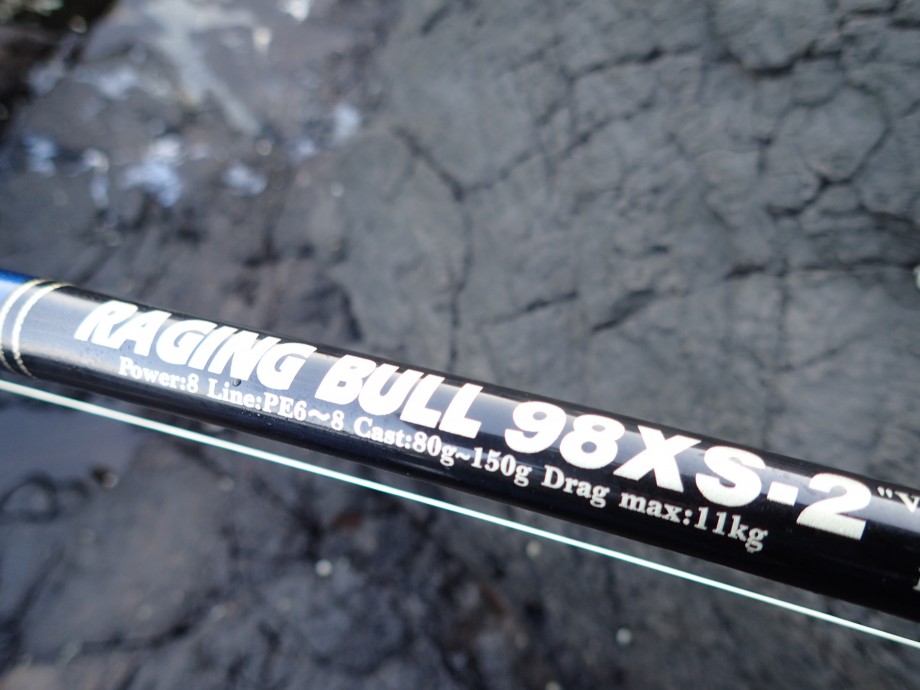 RAGING BULL 98XS-2
Power:8 Line:PE6～8 Cast:80g~150g Drag max:11kg